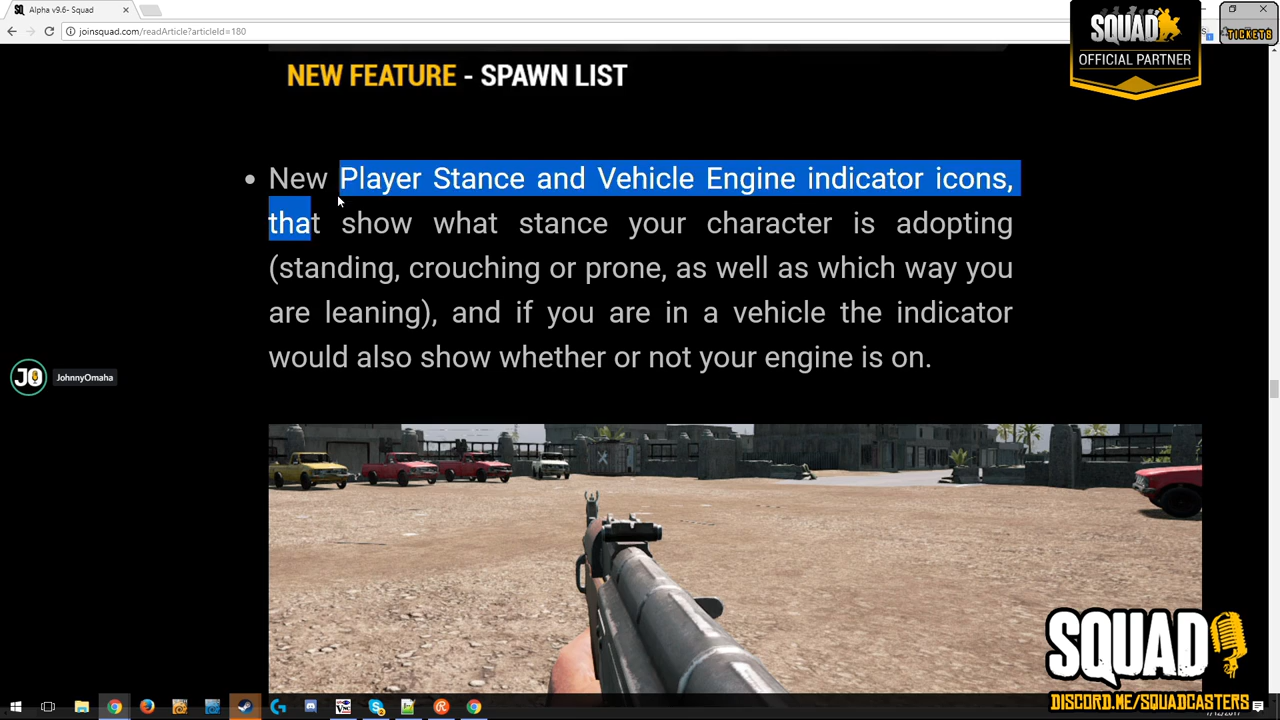 Alpha v9.6- Squad
joinsquad.com/readArticle?articleId=180
SQUAD
OFFICIAL PARTNER
TICKETS
NEW FEATURE - SPAWN LIST
New Player Stance and Vehicle Engine indicator icons,
that show what stance your character is adopting
(standing, crouching or prone, as well as which way you
are leaning), and if you are in a vehicle the indicator
would also show whether or not your engine is on.
JO
JohnnyOmaha
SQUAD
DISCORD.ME/SQUADCASTERS